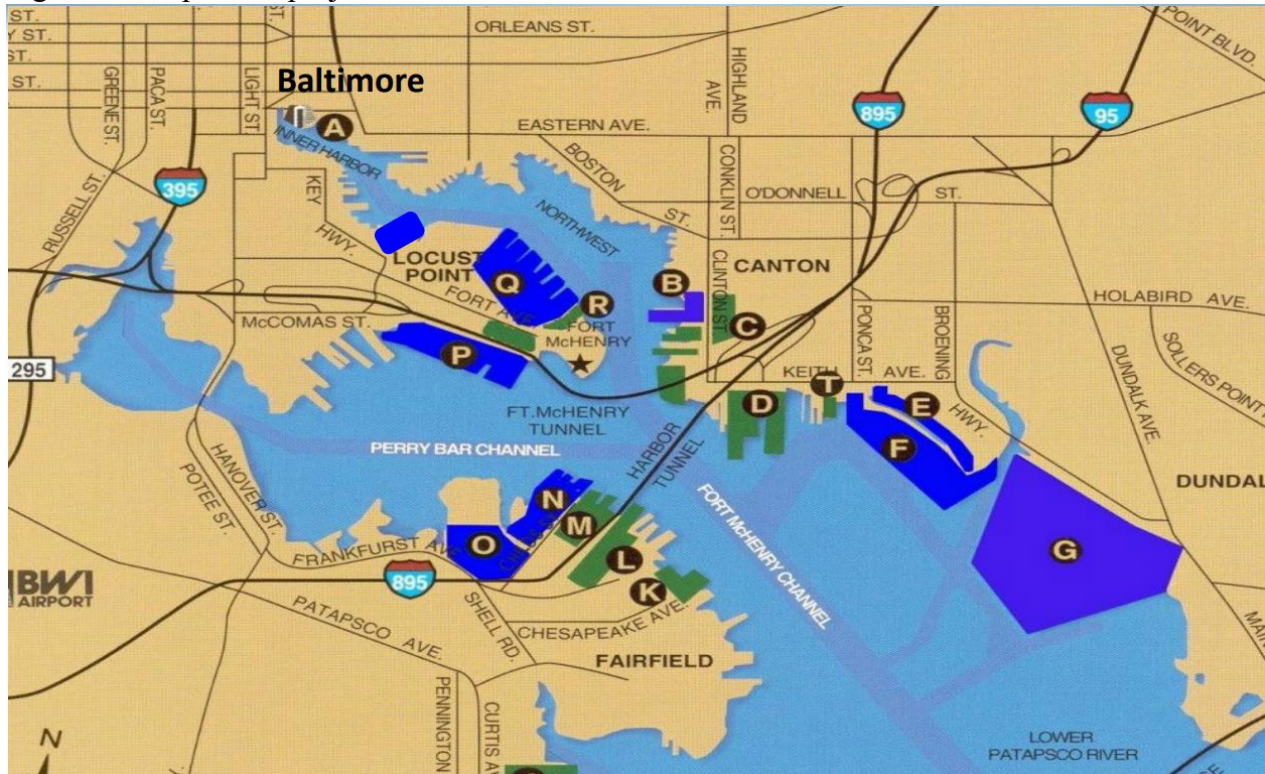 ST.
ORLEANS ST.
POINT BLVD.
Y ST.
ST.
ST.
GREENE ST.
PACA ST.
LIGHT ST.
Baltimore
HIGHLAND
AVE.
895
95
A
INNER HARBOR
EASTERN AVE.
395
RUSSELL ST.
KEY
HWY.
BOSTON
ST.
CONKLIN ST.
O'DONNELL
ST.
NORTHWEST
LOCUST
POINT
Q
B
CLINTON ST.
CANTON
R
FORT AVE.
FORT
McHENRY
C
HOLABIRD AVE.
PONCA ST.
BROENING
HWY.
McCOMAS ST.
P
295
KEITH
AVE.
T
SOLLERS POINT
DUNDALK AVE.
D
E
F
FT. McHENRY
TUNNEL
HARBOR
TUNNEL
PERRY BAR CHANNEL
HANOVER ST.
POTEE ST.
FORT McHENRY CHANNEL
DUNDAL
N
M
O
L
K
G
FRANKFURST AVE
895
BWI
AIRPORT
PATAPSCO AVE.
SHELL RD.
CHESAPEAKE AVE.
FAIRFIELD
MAIN
PENNINGTON
CURTIS AV
N
LOWER
PATAPSCO RIVER